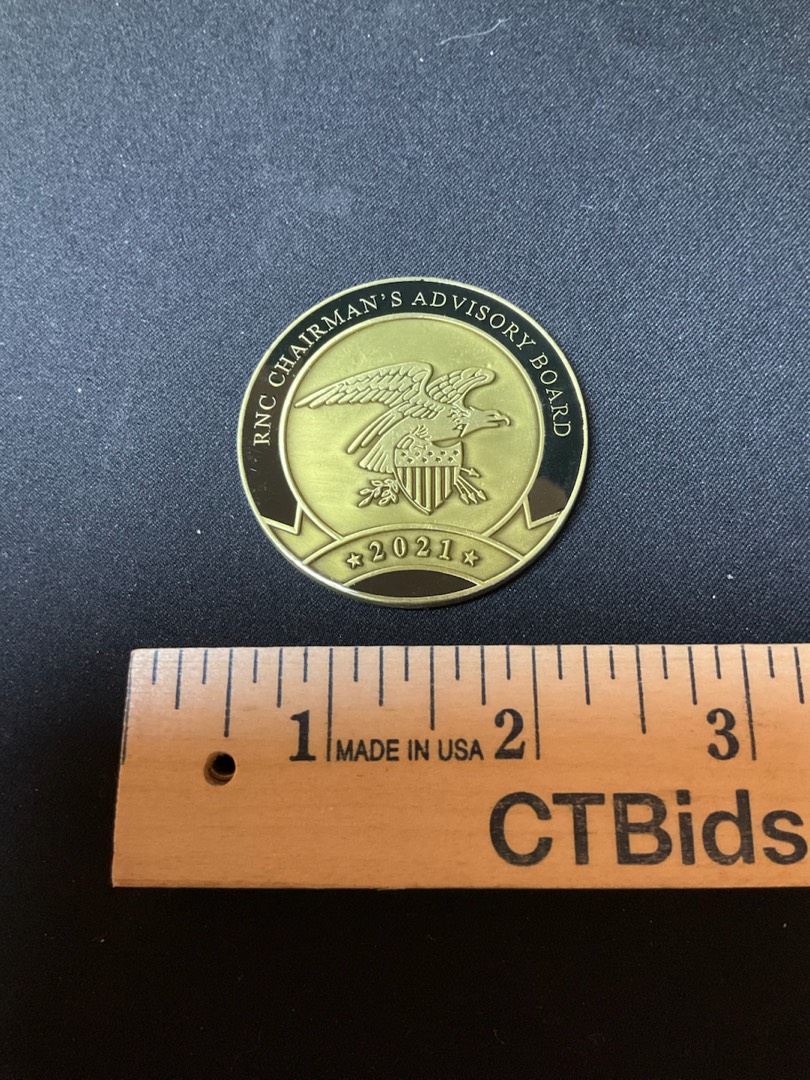 RNC CHAIRMAN'S ADVISORY BOARD
★ 2021 ★
1 MADE IN USA 2 3
CTBids